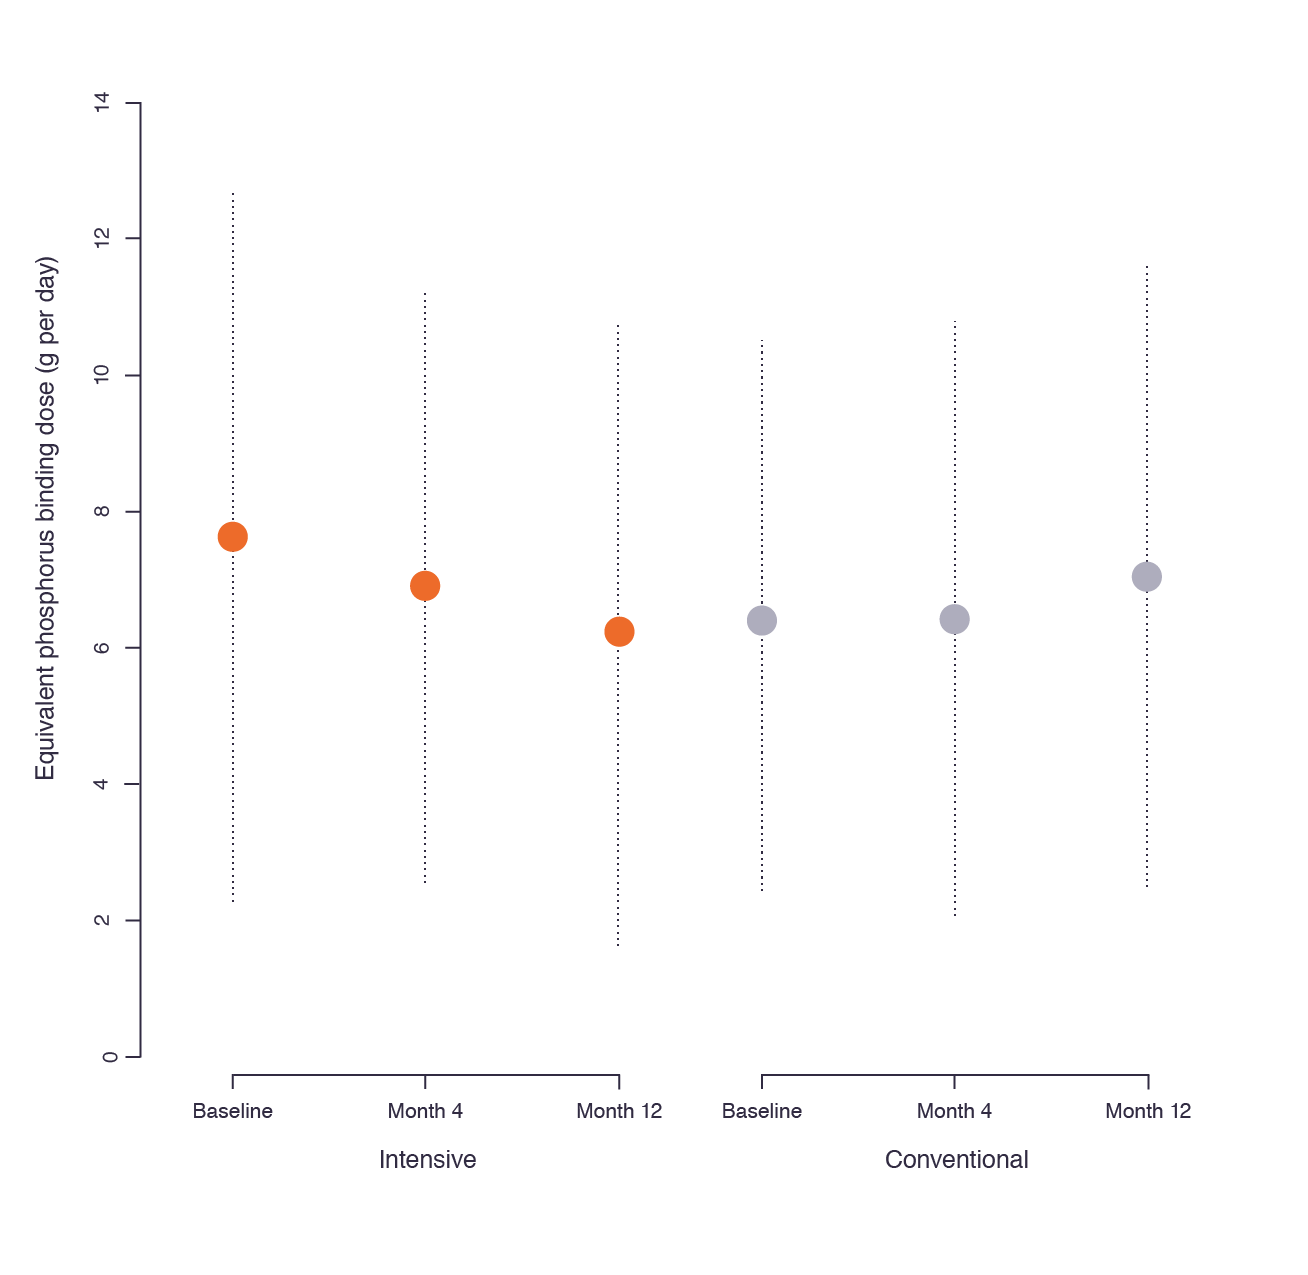 14
12
10
8
6
4
2
0
Equivalent phosphorus binding dose (g per day)
Baseline Month 4 Month 12 Baseline Month 4 Month 12
Intensive Conventional